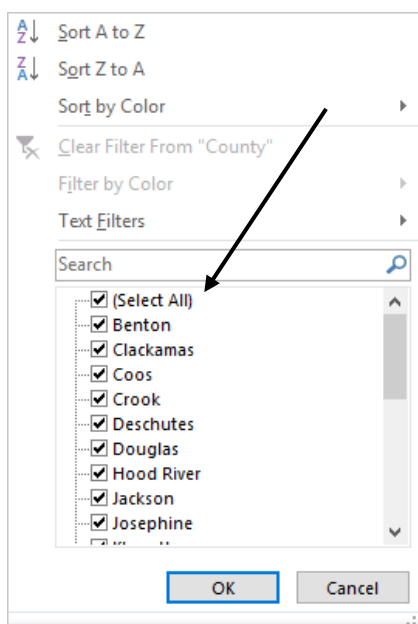 A
Z
Sort A to Z
Z
A
Sort Z to A
Sort by Color
Clear Filter From "County"
Filter by Color
Text Filters
Search
(Select All)
Benton
Clackamas
Coos
Crook
Deschutes
Douglas
Hood River
Jackson
Josephine
OK
Cancel